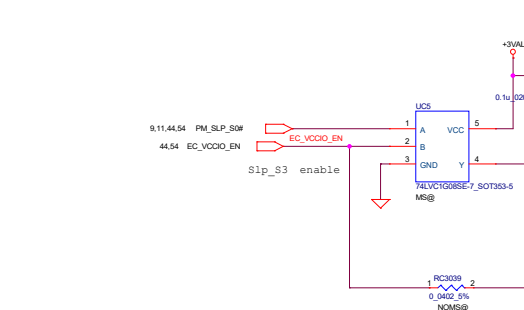 +3VAL
0.1u_02
UC5
9,11,44,54 PM_SLP_S0# 1 A VCC 5
EC_VCCIO_EN
44,54 EC_VCCIO_EN 2 B
3 GND Y 4
Slp_S3 enable
74LVC1G08SE-7_SOT353-5
MS@
RC3039
1 2
0_0402_5%
NOMS@